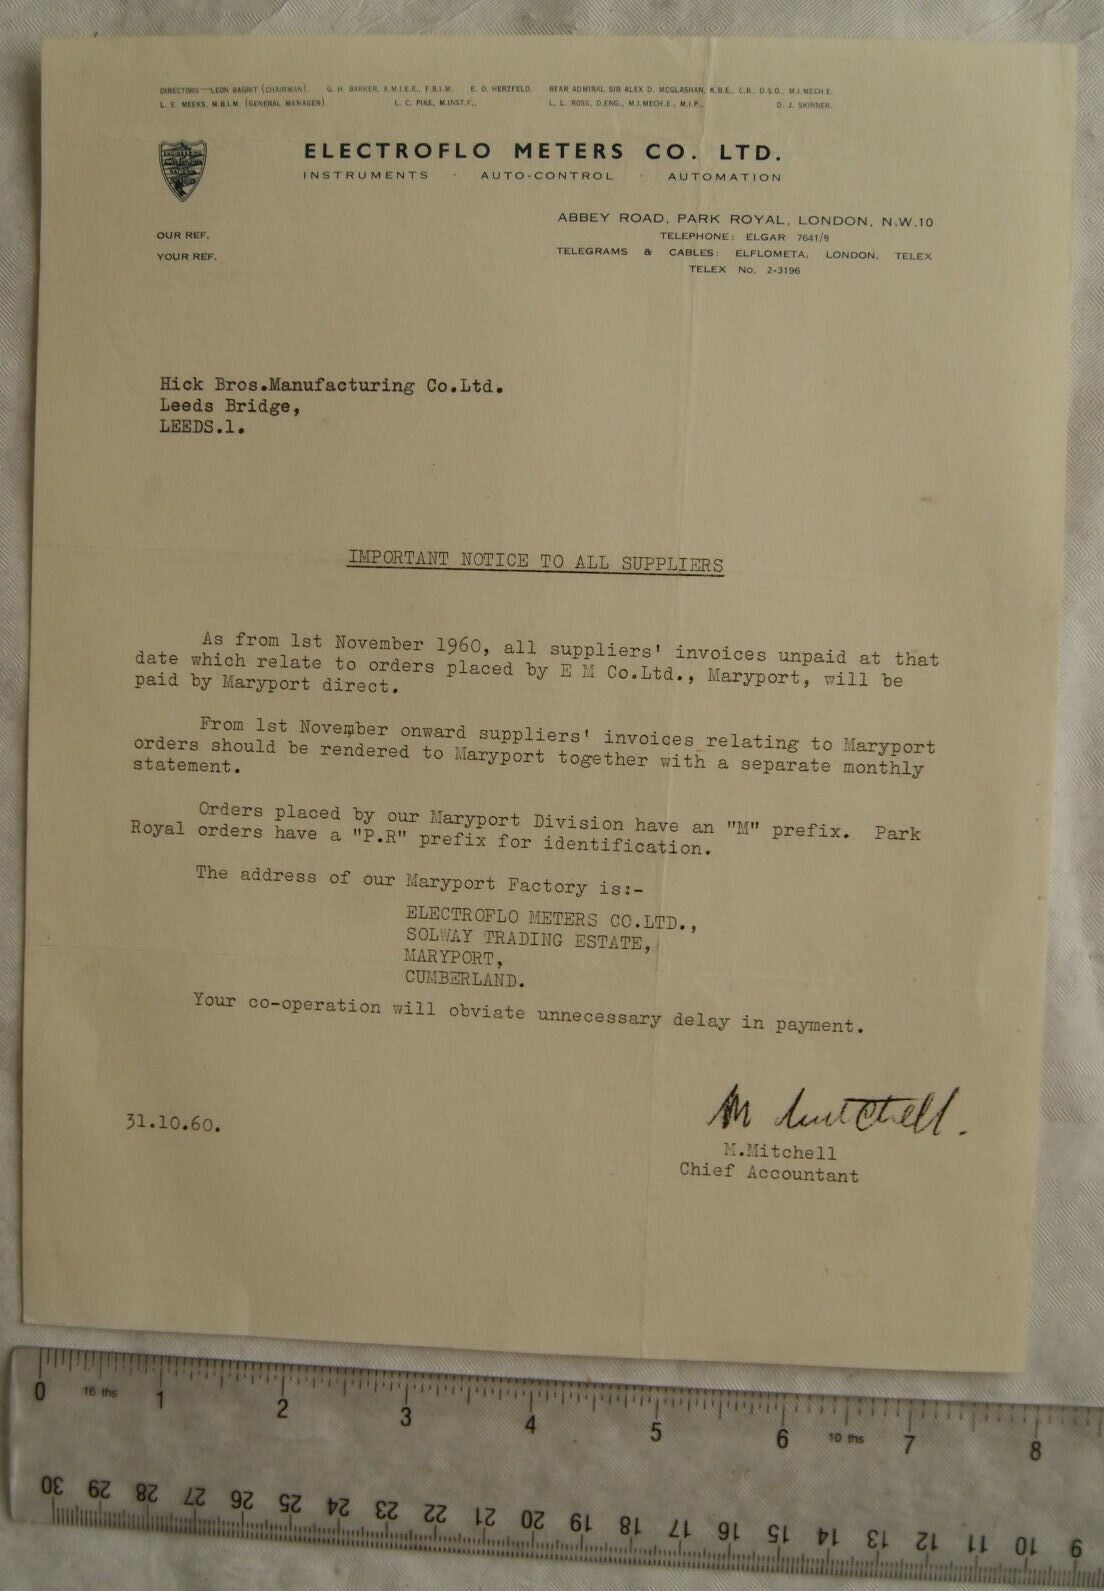 DIRECTORS—LEON BAGRIT (CHAIRMAN). G. H. BARKER, A.M.I.E.E., F.B.I.M. E. O. HERZFELD. REAR ADMIRAL SIR ALEX D. MCGLASHAN, K.B.E., C.B., D.S.O., M.I.MECH.E.
L. E. MEEKS, M.B.I.M. (GENERAL MANAGER). L. C. PIKE, M.INST.F., L. L. ROSS, D.ENG., M.I.MECH.E., M.I.P., D. J. SKINNER.
ELECTROFLO METERS CO. LTD.
INSTRUMENTS · AUTO-CONTROL · AUTOMATION
ABBEY ROAD, PARK ROYAL, LONDON, N.W.10
OUR REF.
TELEPHONE: ELGAR 7641/8
YOUR REF.
TELEGRAMS & CABLES: ELFLOMETA, LONDON, TELEX
TELEX No. 2-3196
Hick Bros.Manufacturing Co.Ltd.
Leeds Bridge,
LEEDS.1.
IMPORTANT NOTICE TO ALL SUPPLIERS
As from 1st November 1960, all suppliers' invoices unpaid at that
date which relate to orders placed by E M Co.Ltd., Maryport, will be
paid by Maryport direct.
From 1st November onward suppliers' invoices relating to Maryport
orders should be rendered to Maryport together with a separate monthly
statement.
Orders placed by our Maryport Division have an "M" prefix. Park
Royal orders have a "P.R" prefix for identification.
The address of our Maryport Factory is:-
ELECTROFLO METERS CO.LTD.,
SOLWAY TRADING ESTATE,
MARYPORT,
CUMBERLAND.
Your co-operation will obviate unnecessary delay in payment.
31.10.60.
M Mitchell.
M.Mitchell
Chief Accountant
0 16 ths 1 2 3 4 5 6 10 ths 7 8
30 29 28 27 26 25 24 23 22 21 20 19 18 17 16 15 14 13 12 11 10 9